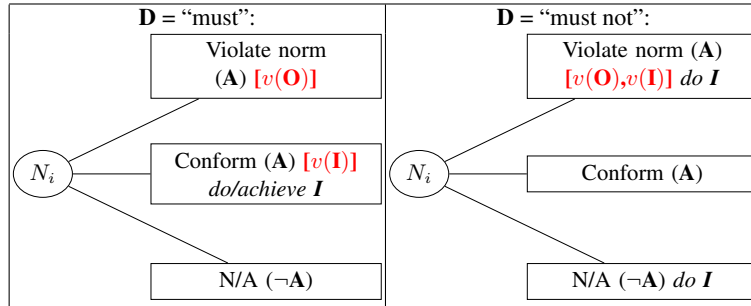 D = “must”:
Violate norm
(A) [v(O)]
N_i
Conform (A) [v(I)]
do/achieve I
N/A (¬A)
D = “must not”:
Violate norm (A)
[v(O),v(I)] do I
N_i
Conform (A)
N/A (¬A) do I